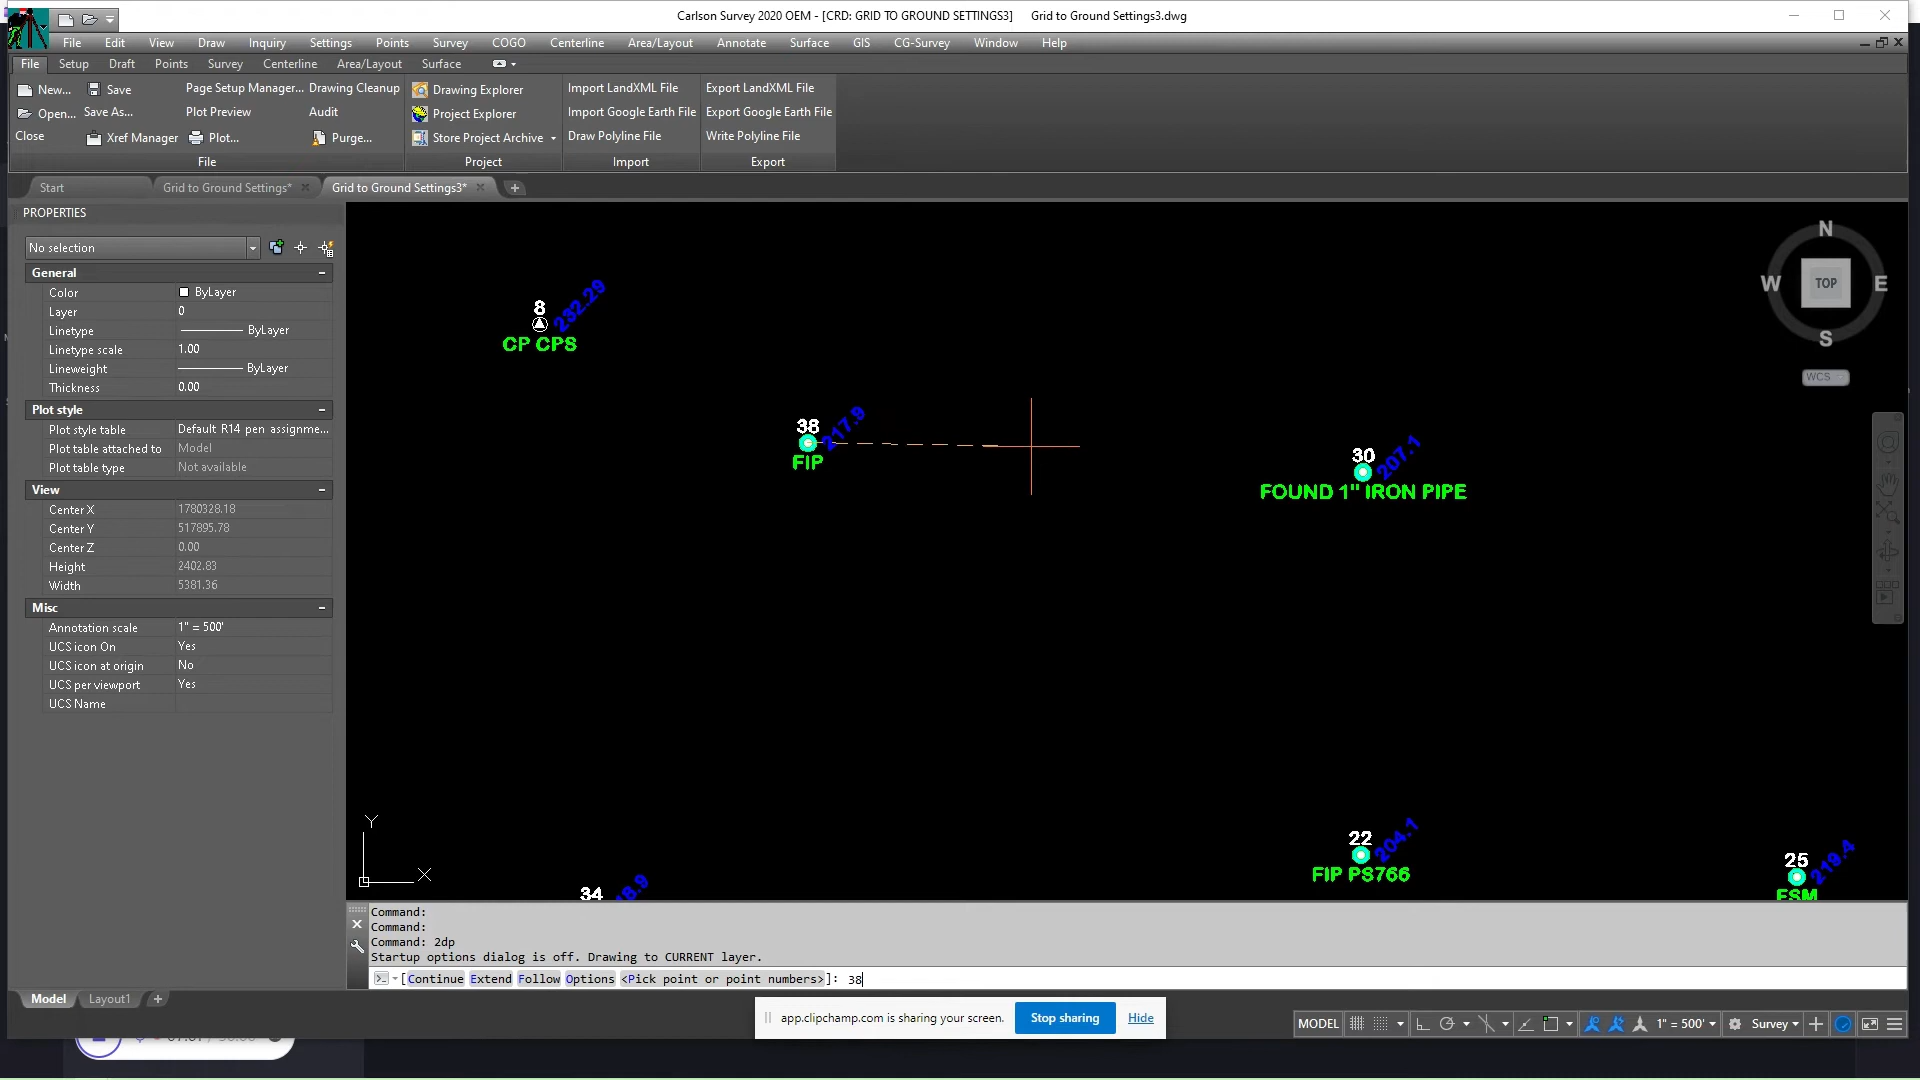 Carlson Survey 2020 OEM - [CRD: GRID TO GROUND SETTINGS3] Grid to Ground Settings3.dwg
File Edit View Draw Inquiry Settings Points Survey COGO Centerline Area/Layout Annotate Surface GIS CG-Survey Window Help
File Setup Draft Points Survey Centerline Area/Layout Surface
New... Save Page Setup Manager... Drawing Cleanup Drawing Explorer Import LandXML File Export LandXML File
Open... Save As... Plot Preview Audit Project Explorer Import Google Earth File Export Google Earth File
Close Xref Manager Plot... Purge... Store Project Archive Draw Polyline File Write Polyline File
File Project Import Export
Start Grid to Ground Settings* Grid to Ground Settings3*
PROPERTIES
No selection
General
Color ByLayer
Layer 0
Linetype ByLayer
Linetype scale 1.00
Lineweight ByLayer
Thickness 0.00
Plot style
Plot style table Default R14 pen assignme...
Plot table attached to Model
Plot table type Not available
View
Center X 1780328.18
Center Y 517895.78
Center Z 0.00
Height 2402.83
Width 5381.36
Misc
Annotation scale 1" = 500'
UCS icon On Yes
UCS icon at origin No
UCS per viewport Yes
UCS Name
N
W TOP E
S
WCS
8 232.29
CP CPS
38 217.9
FIP
30 207.1
FOUND 1" IRON PIPE
22 204.1
FIP PS766
25 219.4
FSM
34
Y
X
Command:
Command:
Command: 2dp
Startup options dialog is off. Drawing to CURRENT layer.
[Continue Extend Follow Options <Pick point or point numbers>]: 38
Model Layout1
app.clipchamp.com is sharing your screen. Stop sharing Hide
MODEL 1" = 500' Survey